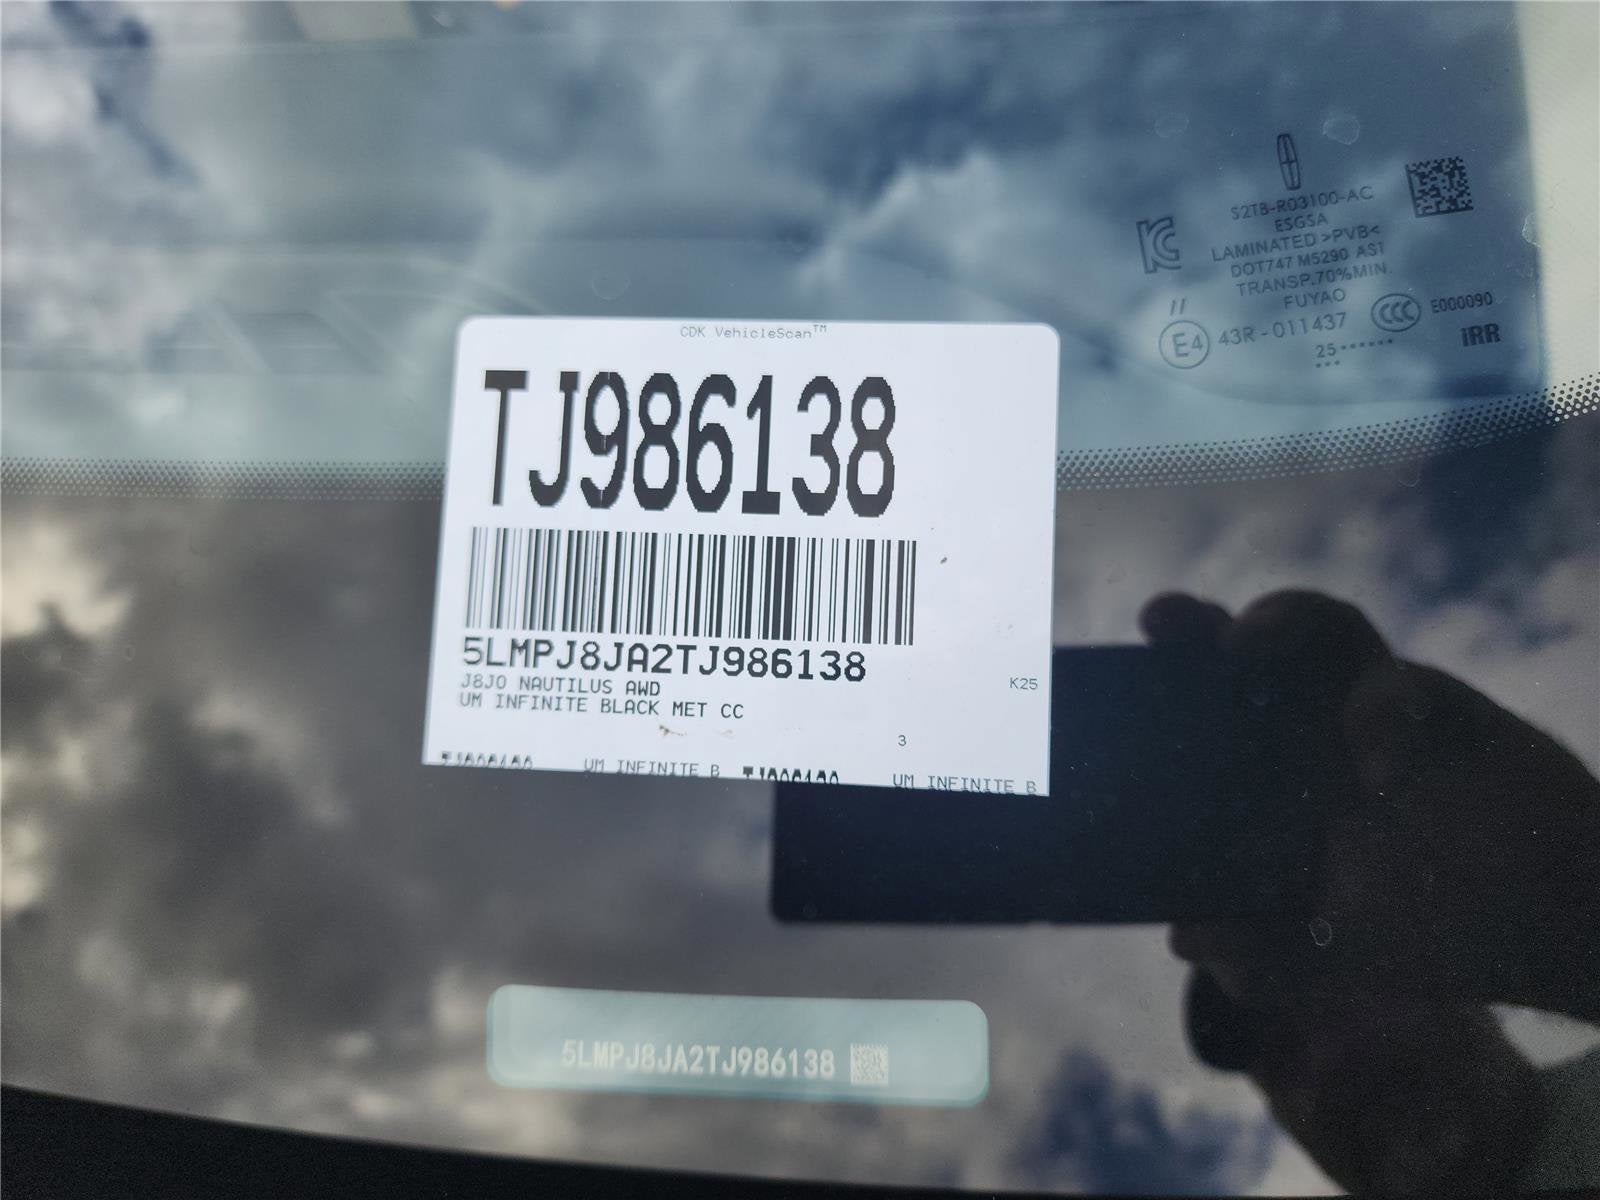 S2TB-R03100-AC
ESGSA
LAMINATED >PVB<
DOT747 M5290 AS1
TRANSP.70%MIN.
FUYAO
//
E4 43R-011437 CCC E000090
25•••••• iRR
CDK VehicleScan™
TJ986138
5LMPJ8JA2TJ986138
J8J0 NAUTILUS AWD K25
UM INFINITE BLACK MET CC
3
UM INFINITE B UM INFINITE B
5LMPJ8JA2TJ986138